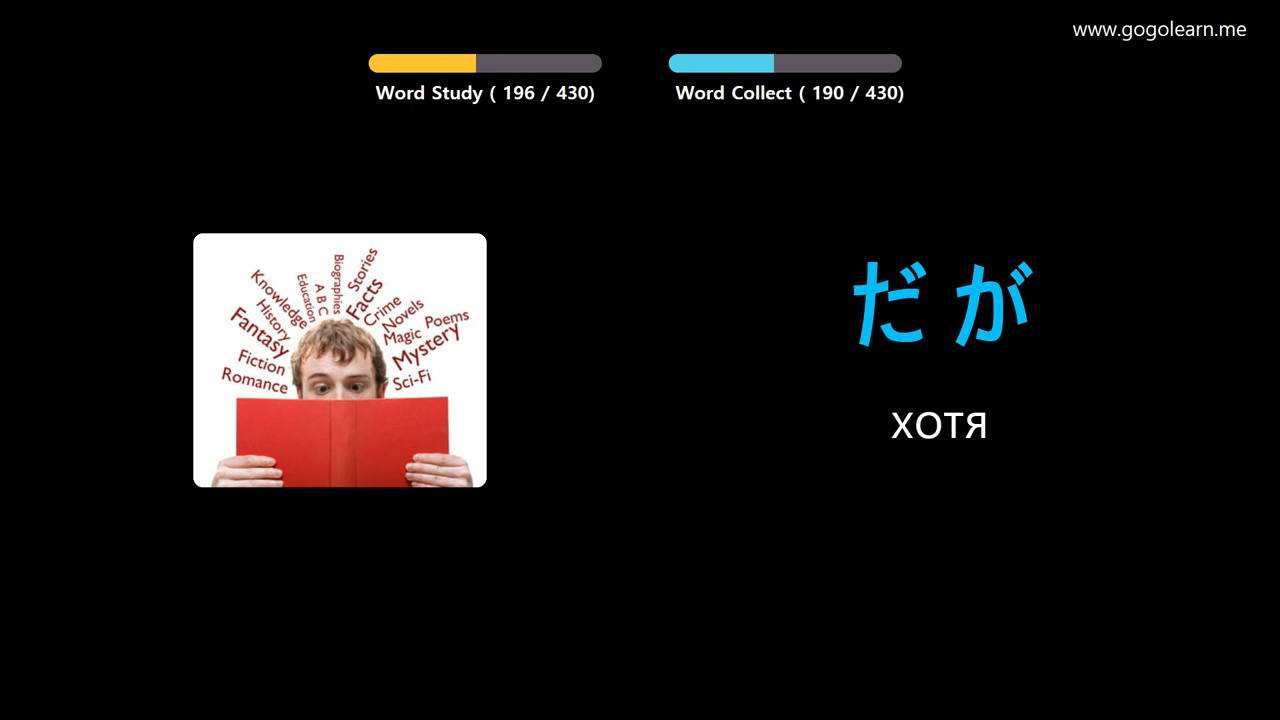 www.gogolearn.me
Word Study ( 196 / 430)
Word Collect ( 190 / 430)
Knowledge
History
Fantasy
Fiction
Romance
Education
A B C
Biographies
Stories
Facts
Crime
Novels
Magic
Poems
Mystery
Sci-Fi
だが
хотя